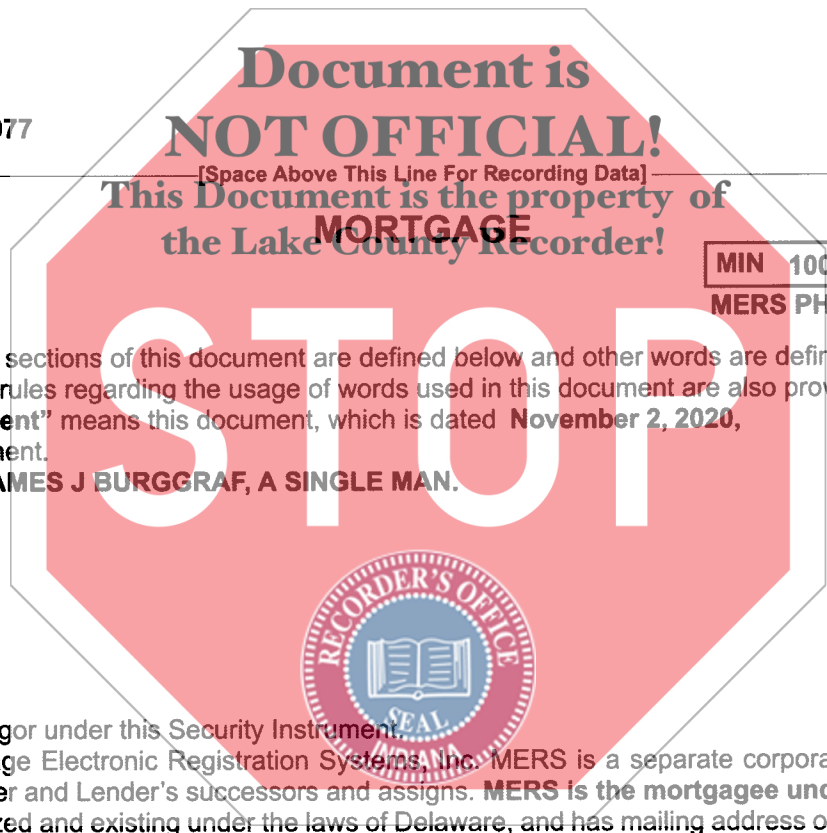 Document is
077
NOT OFFICIAL!
[Space Above This Line For Recording Data]
This Document is the property of
MORTGAGE
the Lake County Recorder!
MIN 100
MERS PH
STOP
sections of this document are defined below and other words are defin
rules regarding the usage of words used in this document are also prov
ent” means this document, which is dated November 2, 2020,
ment.
AMES J BURGGRAF, A SINGLE MAN.
RECORDER'S OFFICE
SEAL
INDIANA
gor under this Security Instrument.
ge Electronic Registration Systems, Inc. MERS is a separate corpora
er and Lender's successors and assigns. MERS is the mortgagee und
zed and existing under the laws of Delaware, and has mailing address o